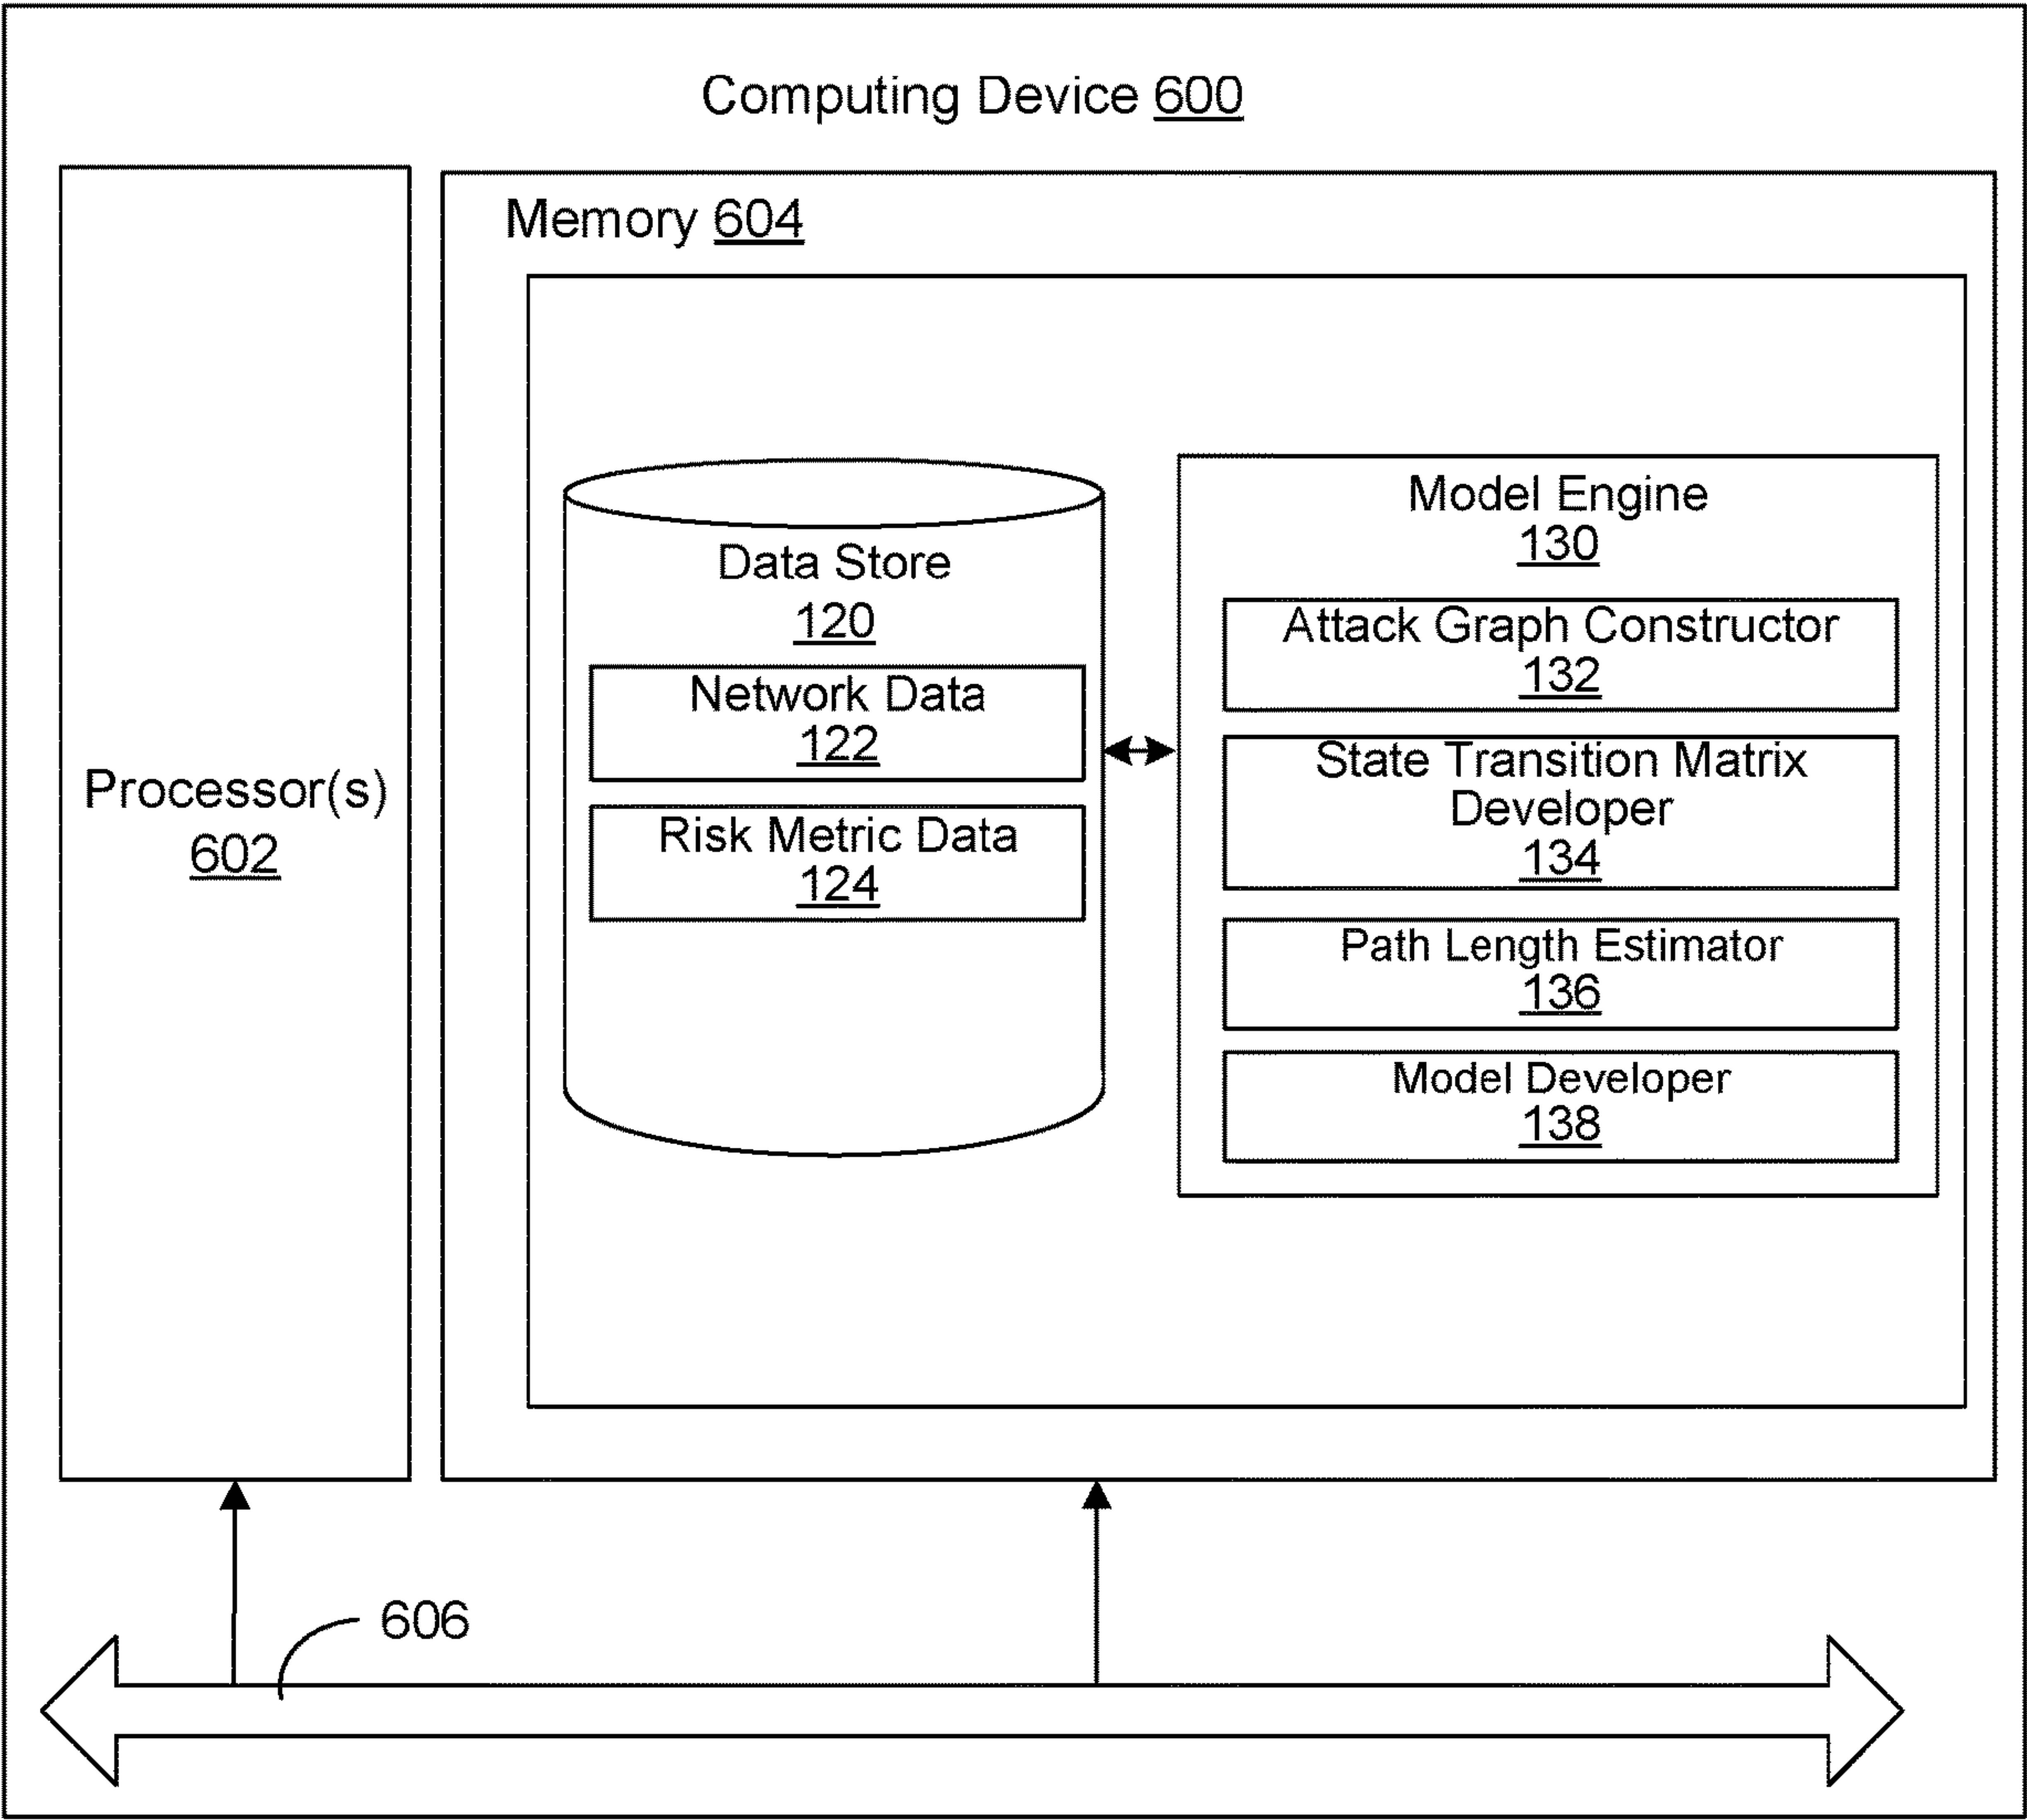 Computing Device 600
Memory 604
Processor(s)
602
Data Store
120
Network Data
122
Risk Metric Data
124
Model Engine
130
Attack Graph Constructor
132
State Transition Matrix
Developer
134
Path Length Estimator
136
Model Developer
138
606